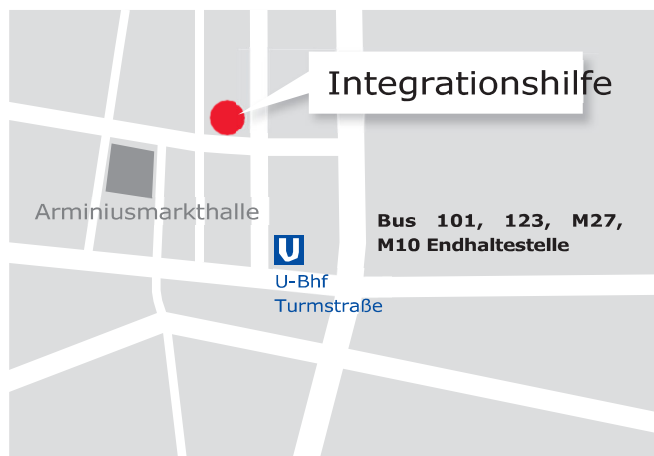 Integrationshilfe
Arminiusmarkthalle
Bus 101, 123, M27,
M10 Endhaltestelle
U
U-Bhf
Turmstraße